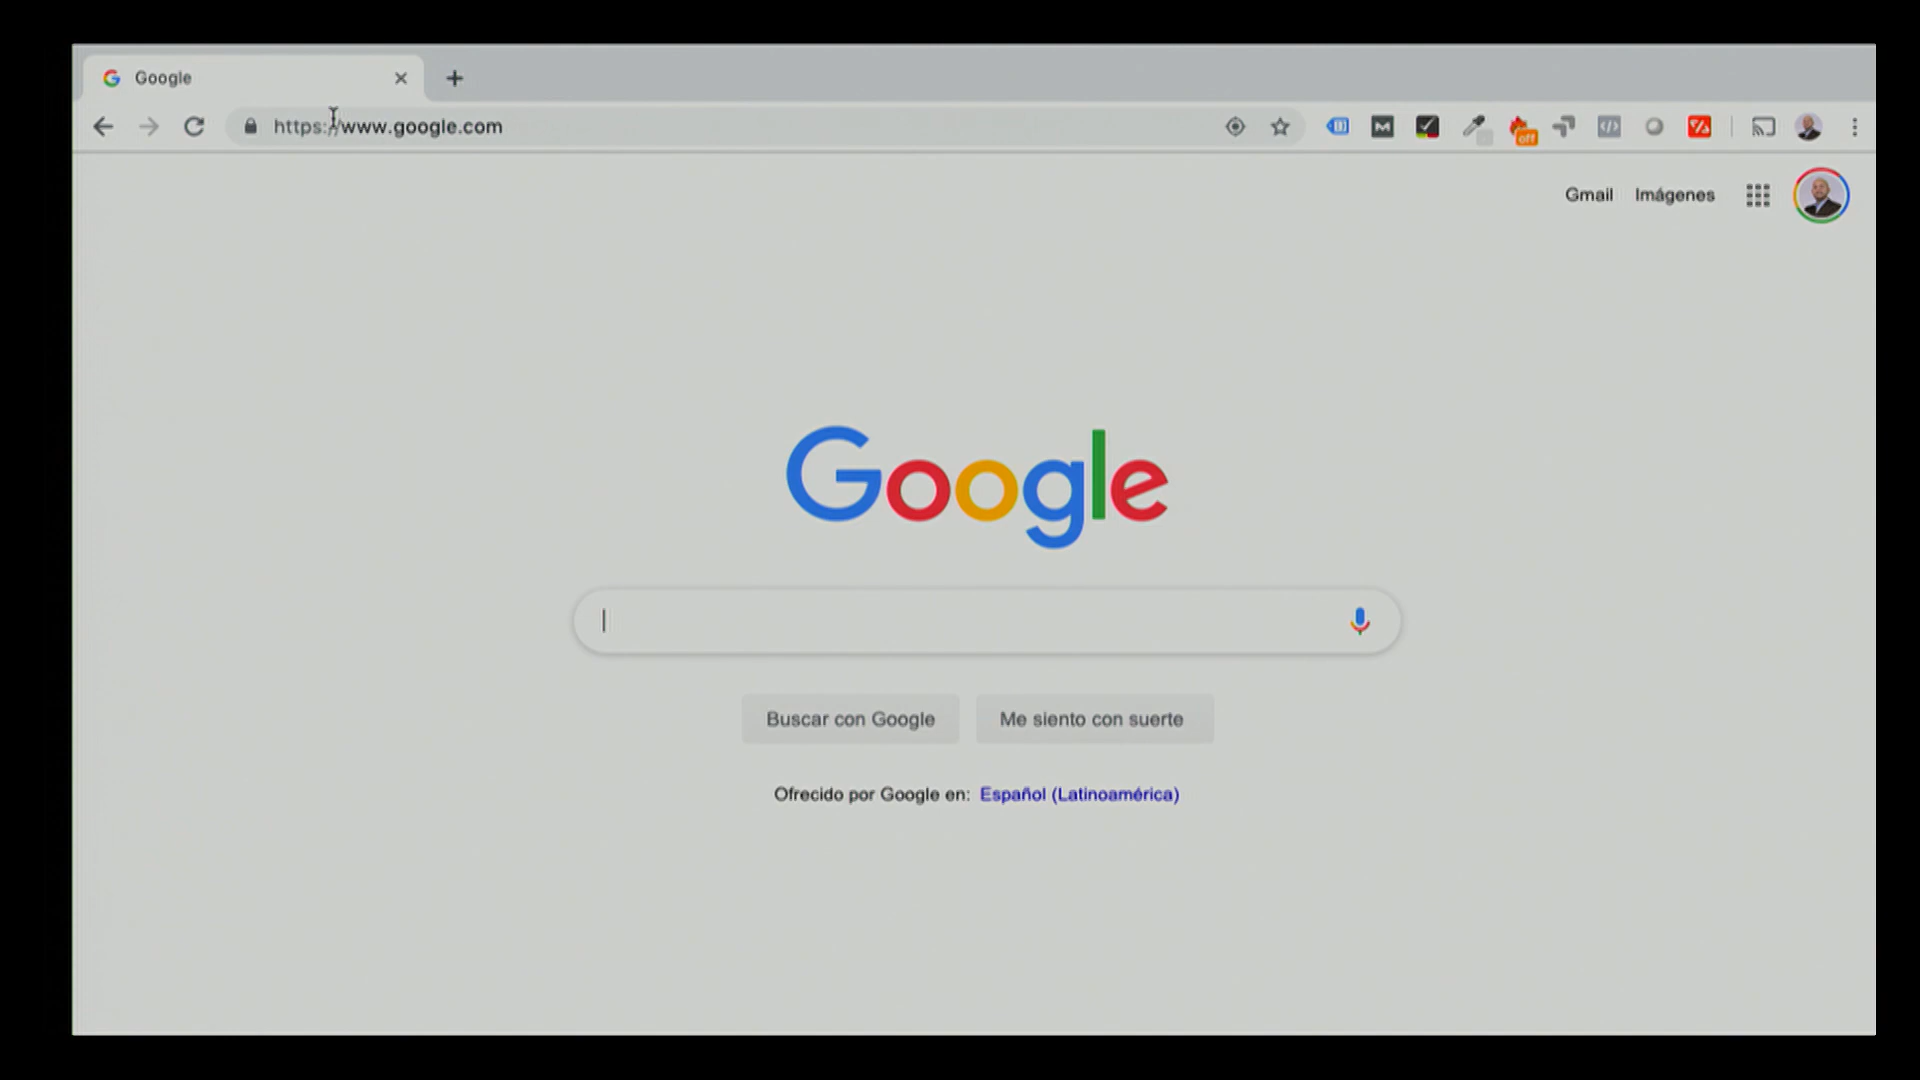 Google
https://www.google.com
off
Gmail Imágenes
Google
Buscar con Google Me siento con suerte
Ofrecido por Google en: Español (Latinoamérica)